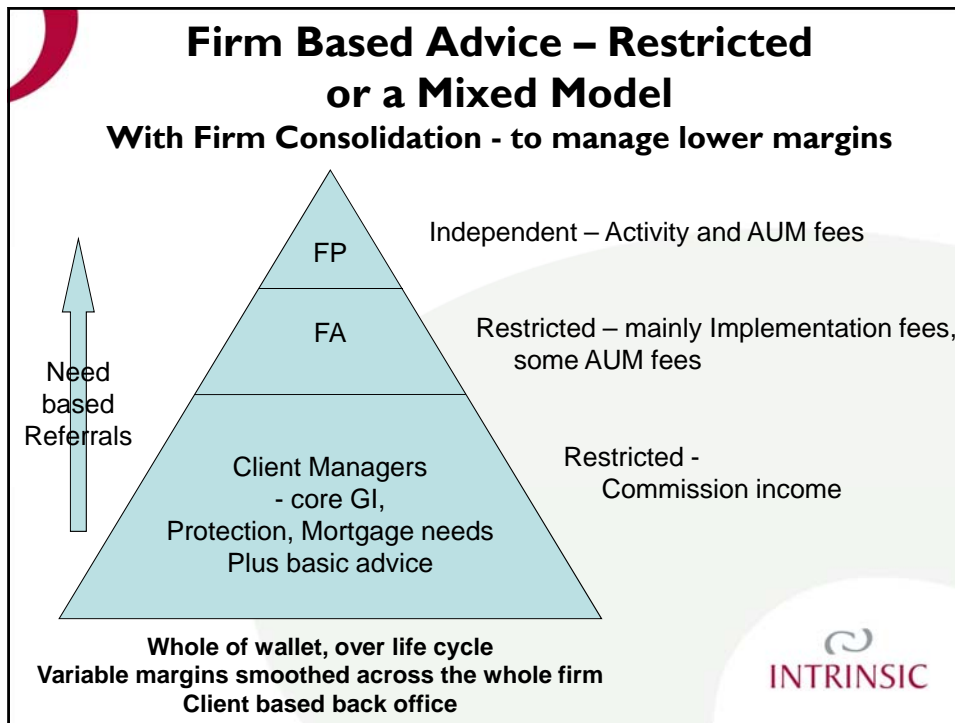 Firm Based Advice – Restricted
or a Mixed Model
With Firm Consolidation - to manage lower margins
FP
Independent – Activity and AUM fees
FA
Restricted – mainly Implementation fees,
some AUM fees
Need
based
Referrals
Client Managers
- core GI,
Protection, Mortgage needs
Plus basic advice
Restricted -
Commission income
Whole of wallet, over life cycle
Variable margins smoothed across the whole firm
Client based back office
INTRINSIC